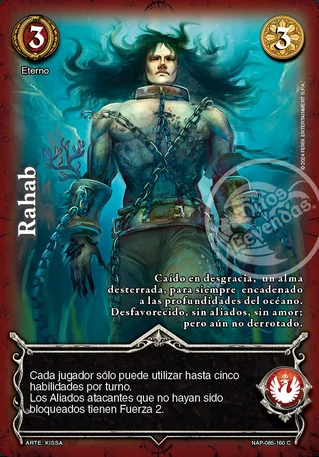 3
3
Eterno
© 2024 FENIX ENTERTAINMENT S.P.A.
Rahab
Mitos y Leyendas.
Caído en desgracia, un alma
desterrada, para siempre encadenado
a las profundidades del océano.
Desfavorecido, sin aliados, sin amor;
pero aún no derrotado.
Cada jugador sólo puede utilizar hasta cinco
habilidades por turno.
Los Aliados atacantes que no hayan sido
bloqueados tienen Fuerza 2.
ARTE: KISSA
NAP-085-160 C